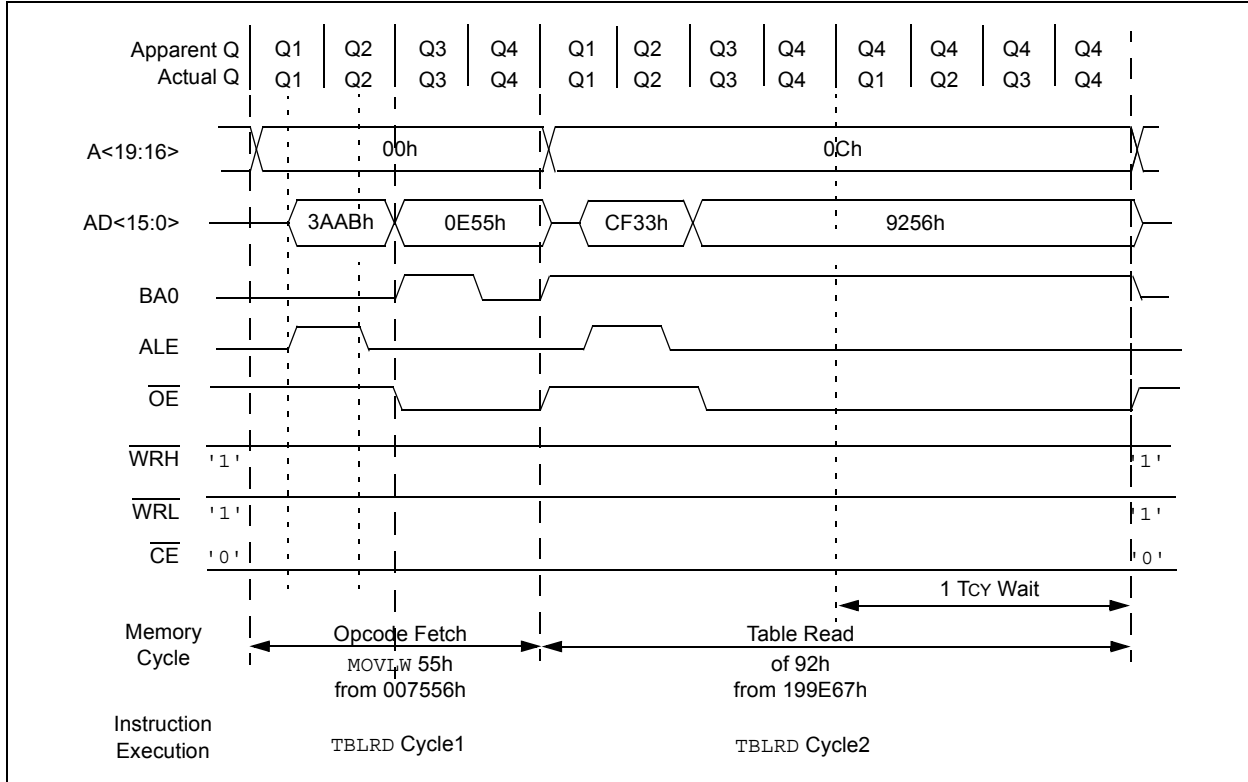 Apparent Q Q1 Q2 Q3 Q4 Q1 Q2 Q3 Q4 Q4 Q4 Q4 Q4
Actual Q Q1 Q2 Q3 Q4 Q1 Q2 Q3 Q4 Q1 Q2 Q3 Q4
A<19:16> 00h 0Ch
AD<15:0> 3AABh 0E55h CF33h 9256h
BA0
ALE
OE
WRH '1' '1'
WRL '1' '1'
CE '0' '0'
1 TCY Wait
Memory Cycle
Opcode Fetch
MOVLW 55h
from 007556h
Table Read
of 92h
from 199E67h
Instruction
Execution
TBLRD Cycle1
TBLRD Cycle2